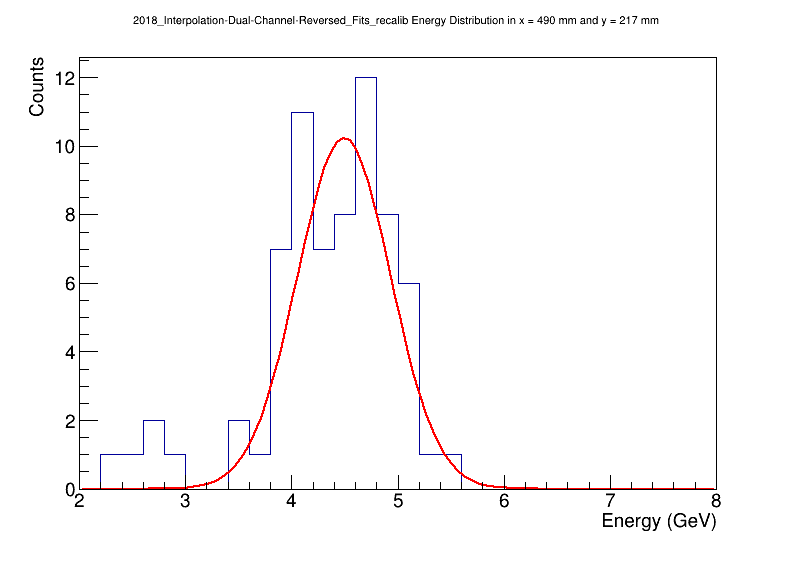 2018_Interpolation-Dual-Channel-Reversed_Fits_recalib Energy Distribution in x = 490 mm and y = 217 mm
Counts
12
10
8
6
4
2
0
2 3 4 5 6 7 8
Energy (GeV)